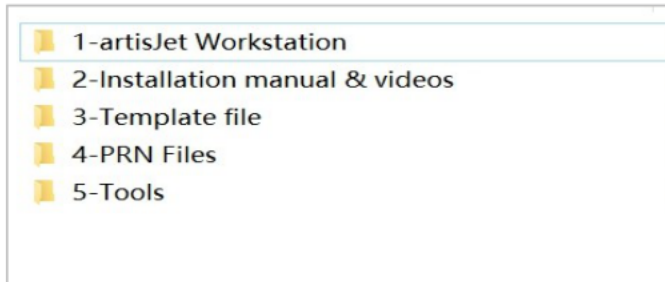 1-artisJet Workstation
2-Installation manual & videos
3-Template file
4-PRN Files
5-Tools